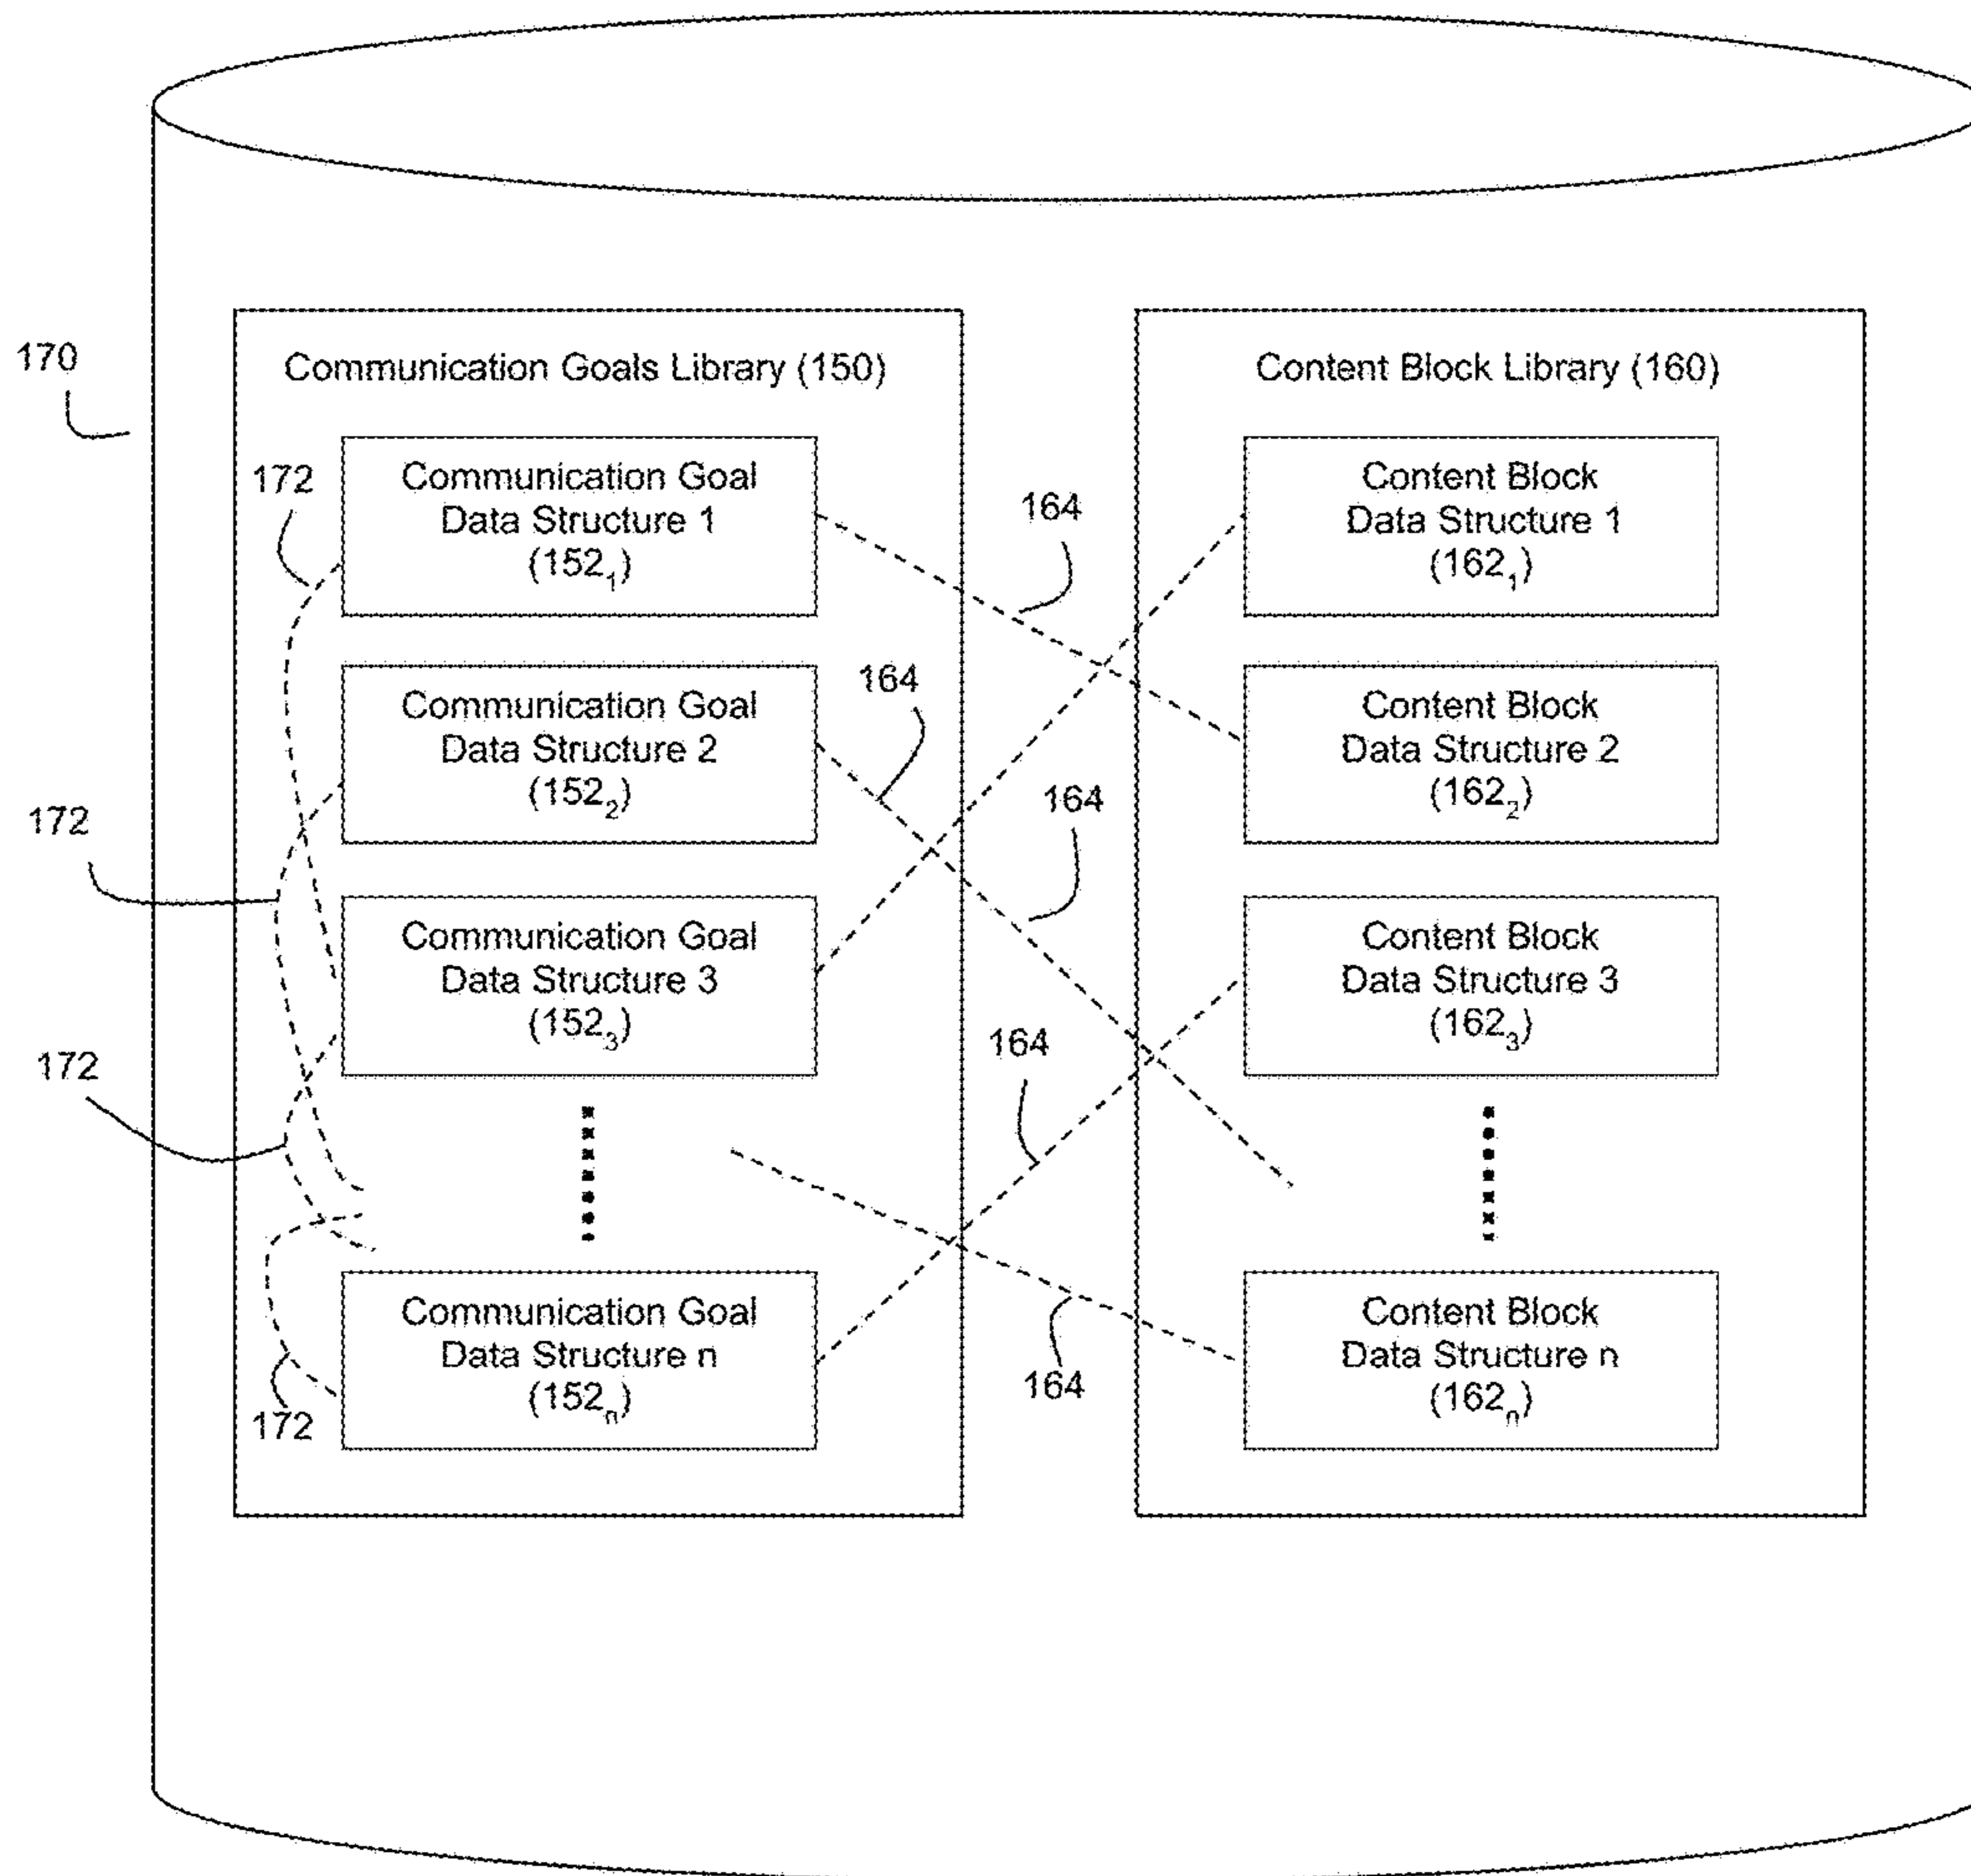 170
Communication Goals Library (150)
172
Communication Goal
Data Structure 1
(152₁)
Communication Goal
Data Structure 2
(152₂)
172
Communication Goal
Data Structure 3
(152₃)
172
Communication Goal
Data Structure n
(152ₙ)
172
164
164
164
164
164
Content Block Library (160)
Content Block
Data Structure 1
(162₁)
Content Block
Data Structure 2
(162₂)
Content Block
Data Structure 3
(162₃)
Content Block
Data Structure n
(162ₙ)